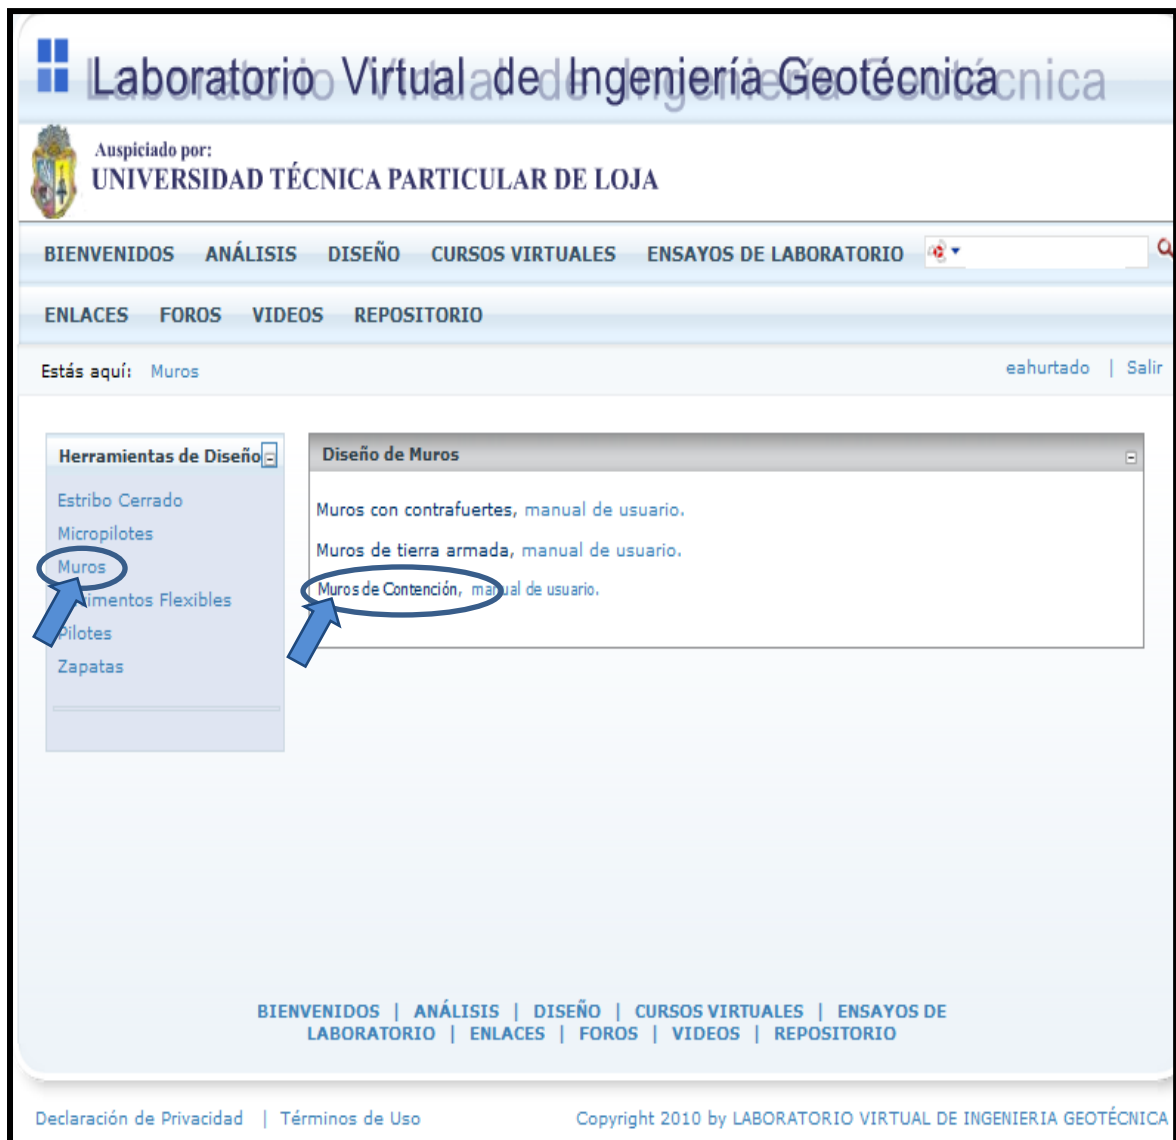 Laboratorio Virtual de Ingeniería Geotécnica
Auspiciado por:
UNIVERSIDAD TÉCNICA PARTICULAR DE LOJA
BIENVENIDOS ANÁLISIS DISEÑO CURSOS VIRTUALES ENSAYOS DE LABORATORIO
ENLACES FOROS VIDEOS REPOSITORIO
Estás aquí: Muros
eahurtado | Salir
Herramientas de Diseño
Estribo Cerrado
Micropilotes
Muros
Flexibles
Pilotes
Zapatas
Diseño de Muros
Muros con contrafuertes, manual de usuario.
Muros de tierra armada, manual de usuario.
Muros de Contención, manual de usuario.
BIENVENIDOS | ANÁLISIS | DISEÑO | CURSOS VIRTUALES | ENSAYOS DE
LABORATORIO | ENLACES | FOROS | VIDEOS | REPOSITORIO
Declaración de Privacidad | Términos de Uso
Copyright 2010 by LABORATORIO VIRTUAL DE INGENIERIA GEOTÉCNICA